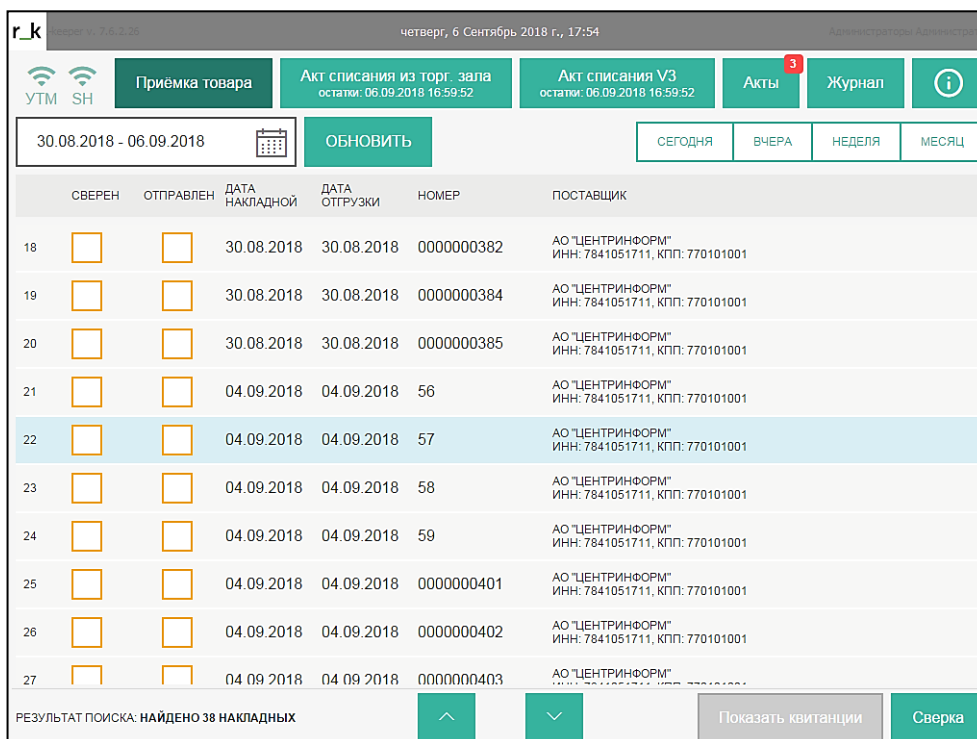 r_k -keeper v. 7.6.2.26 четверг, 6 Сентябрь 2018 г., 17:54 Администраторы Администра
УТМ SH Приёмка товара Акт списания из торг. зала Акт списания V3 Акты 3 Журнал
остатки: 06.09.2018 16:59:52 остатки: 06.09.2018 16:59:52
30.08.2018 - 06.09.2018 ОБНОВИТЬ СЕГОДНЯ ВЧЕРА НЕДЕЛЯ МЕСЯЦ
СВЕРЕН ОТПРАВЛЕН ДАТА НАКЛАДНОЙ ДАТА ОТГРУЗКИ НОМЕР ПОСТАВЩИК
18 30.08.2018 30.08.2018 0000000382 АО "ЦЕНТРИНФОРМ"
ИНН: 7841051711, КПП: 770101001
19 30.08.2018 30.08.2018 0000000384 АО "ЦЕНТРИНФОРМ"
ИНН: 7841051711, КПП: 770101001
20 30.08.2018 30.08.2018 0000000385 АО "ЦЕНТРИНФОРМ"
ИНН: 7841051711, КПП: 770101001
21 04.09.2018 04.09.2018 56 АО "ЦЕНТРИНФОРМ"
ИНН: 7841051711, КПП: 770101001
22 04.09.2018 04.09.2018 57 АО "ЦЕНТРИНФОРМ"
ИНН: 7841051711, КПП: 770101001
23 04.09.2018 04.09.2018 58 АО "ЦЕНТРИНФОРМ"
ИНН: 7841051711, КПП: 770101001
24 04.09.2018 04.09.2018 59 АО "ЦЕНТРИНФОРМ"
ИНН: 7841051711, КПП: 770101001
25 04.09.2018 04.09.2018 0000000401 АО "ЦЕНТРИНФОРМ"
ИНН: 7841051711, КПП: 770101001
26 04.09.2018 04.09.2018 0000000402 АО "ЦЕНТРИНФОРМ"
ИНН: 7841051711, КПП: 770101001
27 04.09.2018 04.09.2018 0000000403 АО "ЦЕНТРИНФОРМ"
РЕЗУЛЬТАТ ПОИСКА: НАЙДЕНО 38 НАКЛАДНЫХ Показать квитанции Сверка